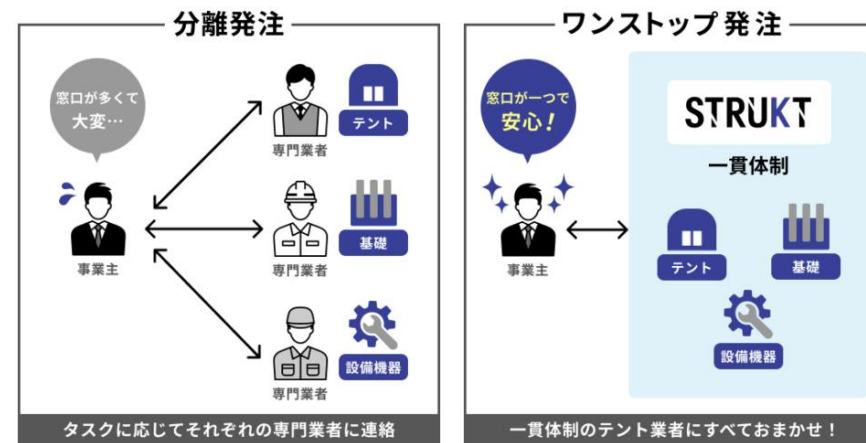 分離発注
窓口が多くて
大変…
事業主
テント
専門業者
基礎
専門業者
設備機器
専門業者
タスクに応じてそれぞれの専門業者に連絡
ワンストップ発注
窓口が一つで
安心!
事業主
STRUKT
一貫体制
テント
基礎
設備機器
一貫体制のテント業者にすべておまかせ！